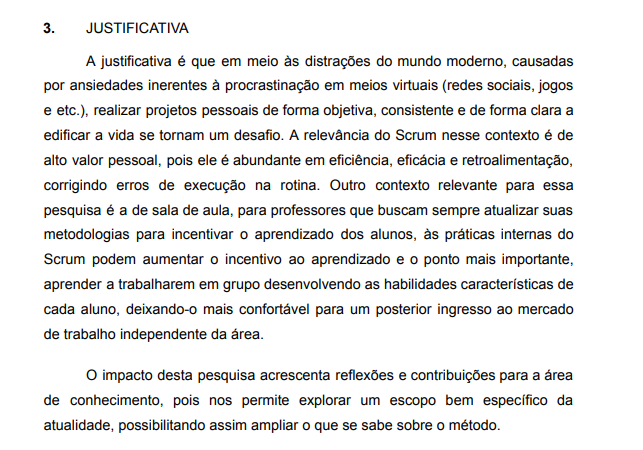 3. JUSTIFICATIVA
A justificativa é que em meio às distrações do mundo moderno, causadas
por ansiedades inerentes à procrastinação em meios virtuais (redes sociais, jogos
e etc.), realizar projetos pessoais de forma objetiva, consistente e de forma clara a
edificar a vida se tornam um desafio. A relevância do Scrum nesse contexto é de
alto valor pessoal, pois ele é abundante em eficiência, eficácia e retroalimentação,
corrigindo erros de execução na rotina. Outro contexto relevante para essa
pesquisa é a de sala de aula, para professores que buscam sempre atualizar suas
metodologias para incentivar o aprendizado dos alunos, às práticas internas do
Scrum podem aumentar o incentivo ao aprendizado e o ponto mais importante,
aprender a trabalharem em grupo desenvolvendo as habilidades características de
cada aluno, deixando-o mais confortável para um posterior ingresso ao mercado
de trabalho independente da área.
O impacto desta pesquisa acrescenta reflexões e contribuições para a área
de conhecimento, pois nos permite explorar um escopo bem específico da
atualidade, possibilitando assim ampliar o que se sabe sobre o método.